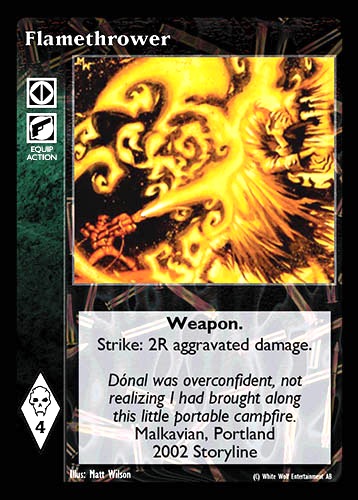 Flamethrower
MW
EQUIP
ACTION
Weapon.
Strike: 2R aggravated damage.
Dónal was overconfident, not
realizing I had brought along
this little portable campfire.
Malkavian, Portland
2002 Storyline
4
Illus: Matt Wilson
(C) White Wolf Entertainment AB